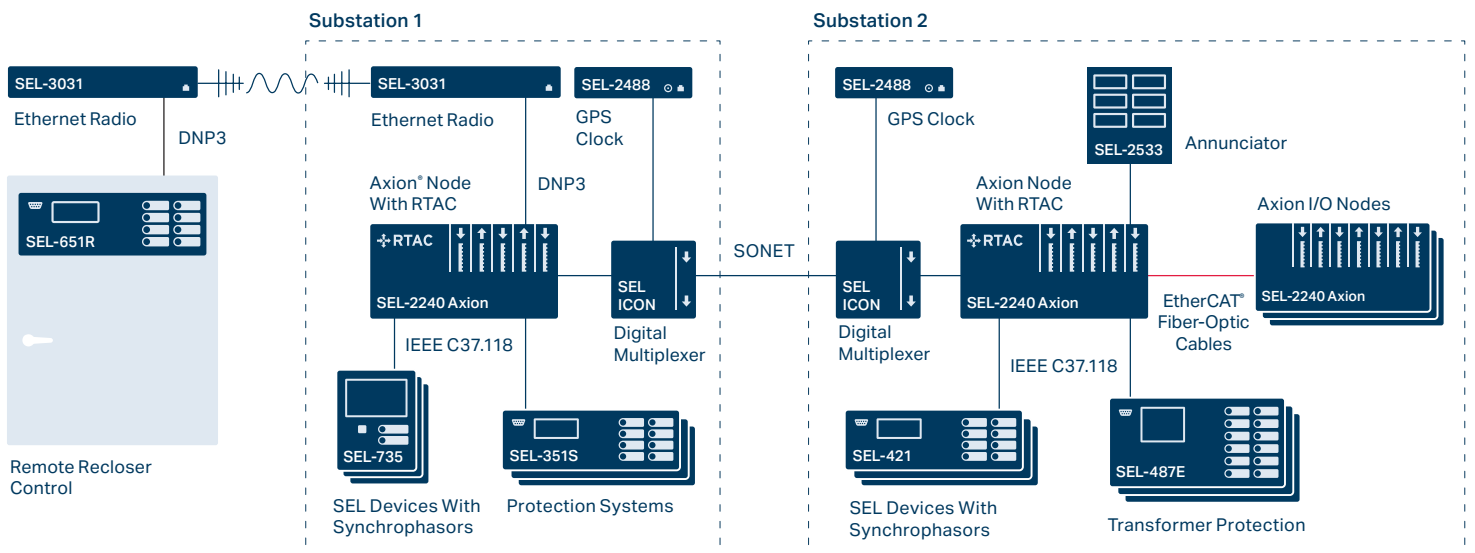 Substation 1
Substation 2
SEL-3031
Ethernet Radio
DNP3
SEL-651R
Remote Recloser
Control
SEL-3031
Ethernet Radio
SEL-2488
GPS
Clock
DNP3
Axion® Node
With RTAC
RTAC
SEL-2240 Axion
SEL
ICON
Digital
Multiplexer
IEEE C37.118
SEL-735
SEL Devices With
Synchrophasors
SEL-351S
Protection Systems
SONET
SEL-2488
GPS Clock
SEL
ICON
Digital
Multiplexer
Axion Node
With RTAC
RTAC
SEL-2240 Axion
SEL-2533
Annunciator
Axion I/O Nodes
SEL-2240 Axion
EtherCAT®
Fiber-Optic
Cables
IEEE C37.118
SEL-421
SEL Devices With
Synchrophasors
SEL-487E
Transformer Protection